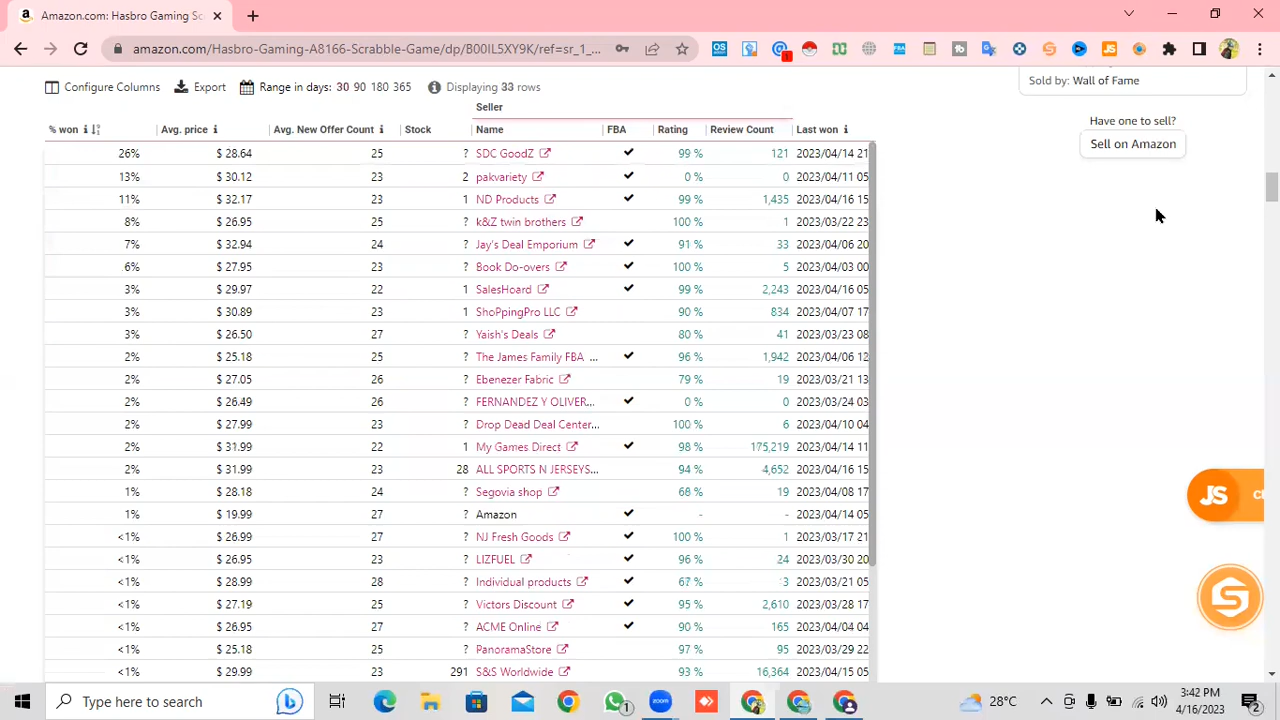 Amazon.com: Hasbro Gaming Sc
amazon.com/Hasbro-Gaming-A8166-Scrabble-Game/dp/B00IL5XY9K/ref=sr_1_...
Configure Columns Export Range in days: 30 90 180 365 Displaying 33 rows
Sold by: Wall of Fame
Have one to sell?
Sell on Amazon
Seller
% won Avg. price Avg. New Offer Count Stock Name FBA Rating Review Count Last won
26% $ 28.64 25 ? SDC GoodZ 99 % 121 2023/04/14 21
13% $ 30.12 23 2 pakvariety 0 % 0 2023/04/11 05
11% $ 32.17 23 1 ND Products 99 % 1,435 2023/04/16 15
8% $ 26.95 25 ? k&Z twin brothers 100 % 1 2023/03/22 23
7% $ 32.94 24 ? Jay's Deal Emporium 91 % 33 2023/04/06 20
6% $ 27.95 23 ? Book Do-overs 100 % 5 2023/04/03 00
3% $ 29.97 22 1 SalesHoard 99 % 2,243 2023/04/16 05
3% $ 30.89 23 1 ShoPpingPro LLC 90 % 834 2023/04/07 17
3% $ 26.50 27 ? Yaish's Deals 80 % 41 2023/03/23 08
2% $ 25.18 25 ? The James Family FBA ... 96 % 1,942 2023/04/06 12
2% $ 27.05 26 ? Ebenezer Fabric 79 % 19 2023/03/21 13
2% $ 26.49 26 ? FERNANDEZ Y OLIVER... 0 % 0 2023/03/24 03
2% $ 27.99 23 ? Drop Dead Deal Center... 100 % 6 2023/04/10 04
2% $ 31.99 22 1 My Games Direct 98 % 175,219 2023/04/14 11
2% $ 31.99 23 28 ALL SPORTS N JERSEYS... 94 % 4,652 2023/04/16 15
1% $ 28.18 24 ? Segovia shop 68 % 19 2023/04/08 17
1% $ 19.99 27 ? Amazon - - 2023/04/14 05
<1% $ 26.99 27 ? NJ Fresh Goods 100 % 1 2023/03/17 21
<1% $ 26.95 23 ? LIZFUEL 96 % 24 2023/03/30 20
<1% $ 28.99 28 ? Individual products 67 % 3 2023/03/21 05
<1% $ 27.19 25 ? Victors Discount 95 % 2,610 2023/03/28 17
<1% $ 26.95 27 ? ACME Online 90 % 165 2023/04/04 04
<1% $ 25.18 25 ? PanoramaStore 97 % 95 2023/03/29 22
<1% $ 29.99 23 291 S&S Worldwide 93 % 16,364 2023/04/15 05
JS
Type here to search
zoom
28°C
3:42 PM
4/16/2023